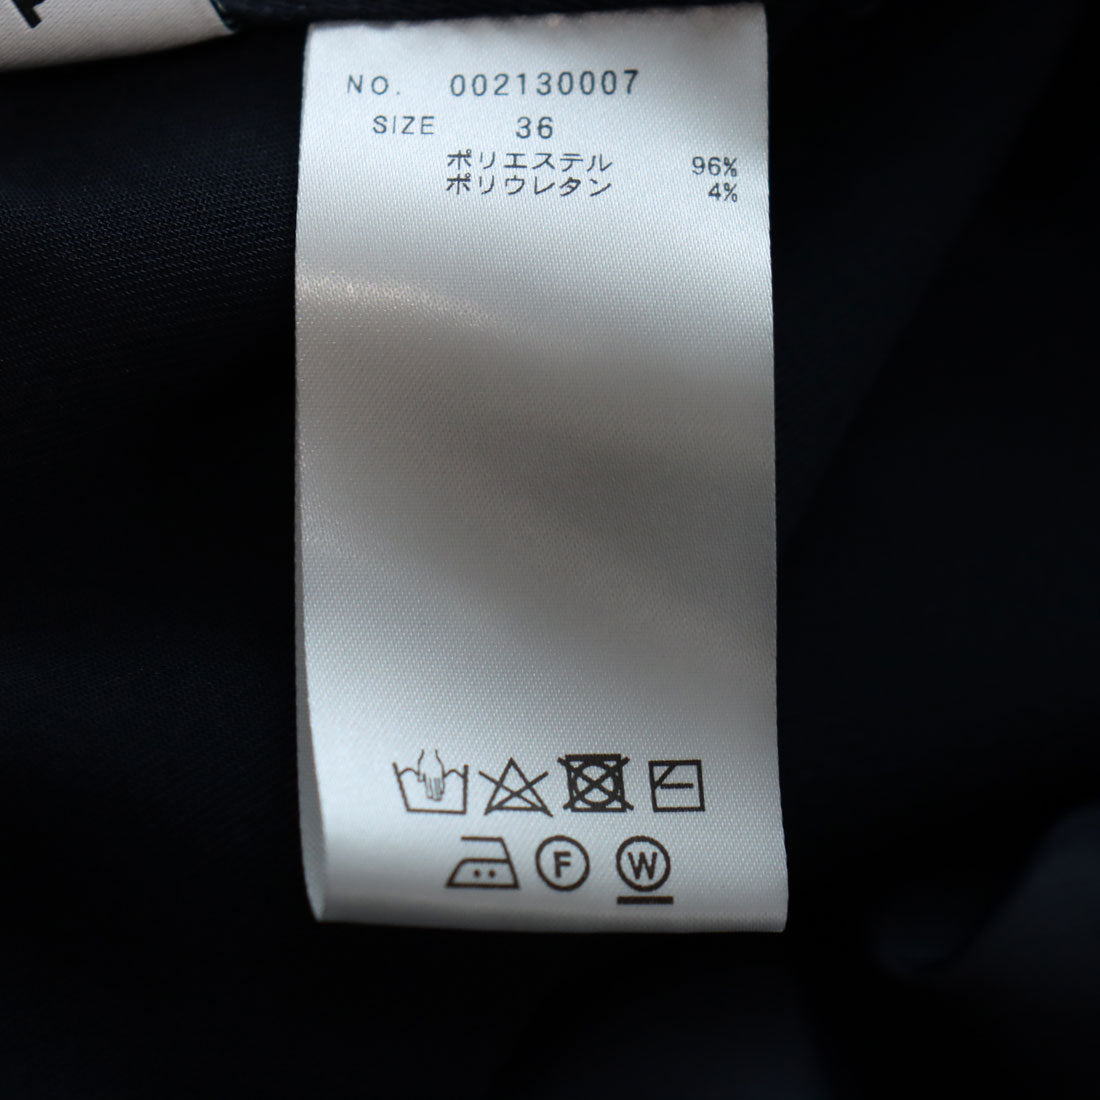 NO. 002130007
SIZE 36
ポリエステル 96%
ポリウレタン 4%
F W